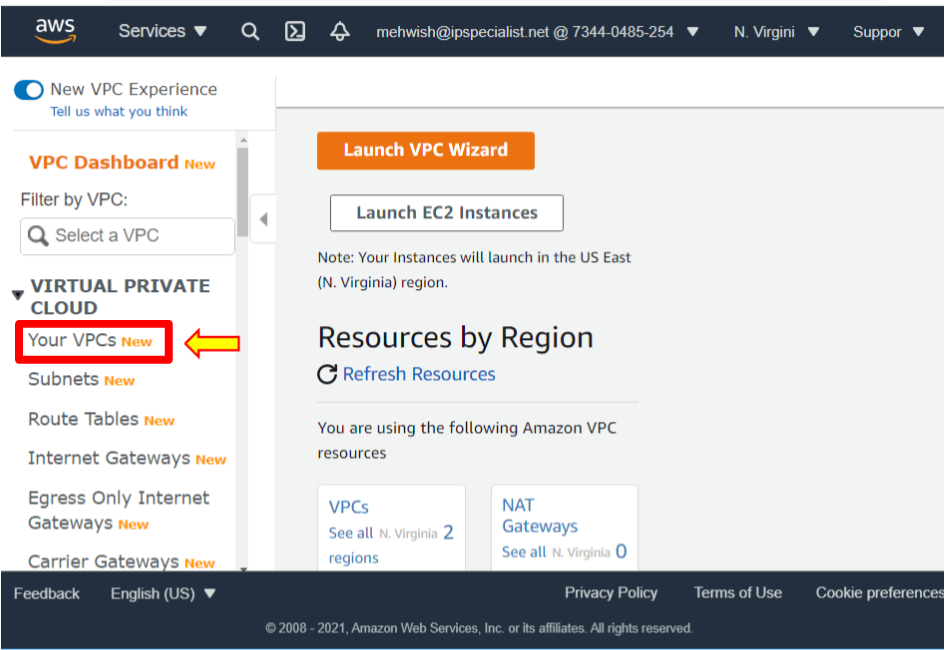 aws Services mehwish@ipspecialist.net @ 7344-0485-254 N. Virgini Suppor
New VPC Experience
Tell us what you think
VPC Dashboard New
Filter by VPC:
Select a VPC
VIRTUAL PRIVATE
CLOUD
Your VPCs New
Subnets New
Route Tables New
Internet Gateways New
Egress Only Internet
Gateways New
Carrier Gateways New
Launch VPC Wizard
Launch EC2 Instances
Note: Your Instances will launch in the US East
(N. Virginia) region.
Resources by Region
Refresh Resources
You are using the following Amazon VPC
resources
VPCs
See all N. Virginia 2
regions
NAT
Gateways
See all N. Virginia 0
Feedback English (US) Privacy Policy Terms of Use Cookie preferences
© 2008 - 2021, Amazon Web Services, Inc. or its affiliates. All rights reserved.